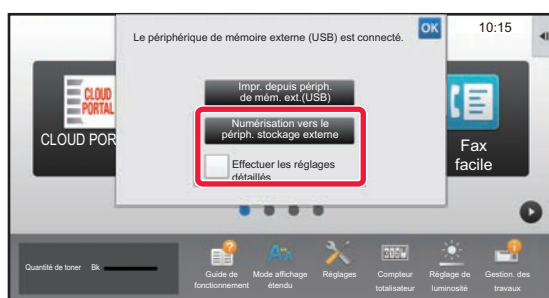 Le périphérique de mémoire externe (USB) est connecté.
OK
10:15
Impr. depuis périph.
de mém. ext.(USB)
Numérisation vers le
périph. stockage externe
Effectuer les réglages
détaillés
CLOUD
PORTAL
CLOUD POR
Fax
facile
Quantité de toner Bk
Guide de
fonctionnement
Mode affichage
étendu
Réglages
Compteur
totalisateur
Réglage de
luminosité
Gestion. des
travaux